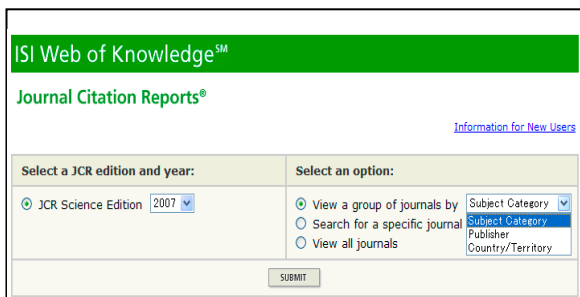 ISI Web of Knowledge℠
Journal Citation Reports®
Information for New Users
Select a JCR edition and year:
Select an option:
JCR Science Edition 2007
View a group of journals by Subject Category
Subject Category
Search for a specific journal
Publisher
View all journals
Country/Territory
SUBMIT